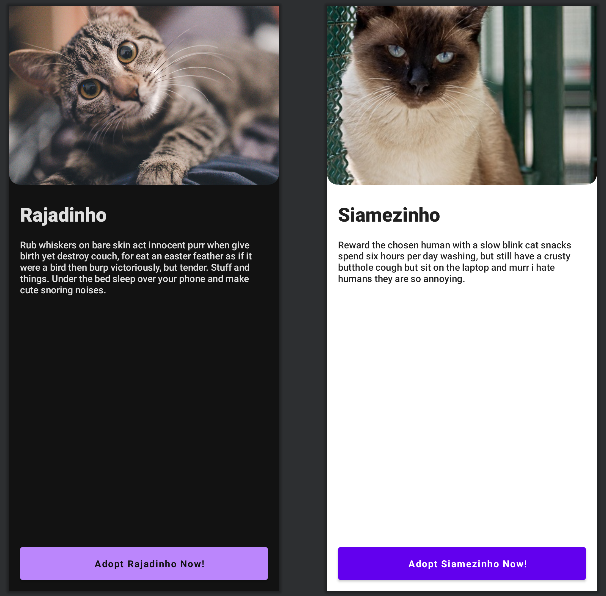 Rajadinho
Rub whiskers on bare skin act innocent purr when give
birth yet destroy couch, for eat an easter feather as if it
were a bird then burp victoriously, but tender. Stuff and
things. Under the bed sleep over your phone and make
cute snoring noises.
Adopt Rajadinho Now!
Siamezinho
Reward the chosen human with a slow blink cat snacks
spend six hours per day washing, but still have a crusty
butthole cough but sit on the laptop and murr i hate
humans they are so annoying.
Adopt Siamezinho Now!